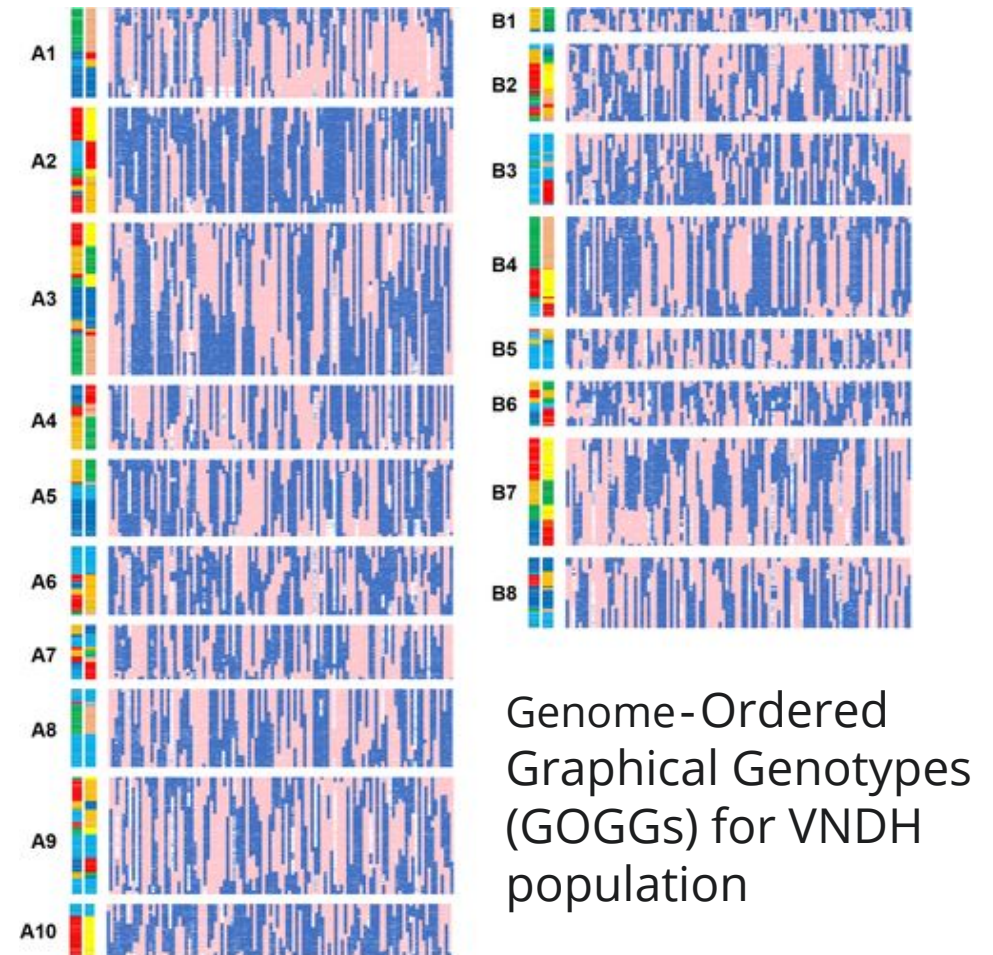 A1
A2
A3
A4
A5
A6
A7
A8
A9
A10
B1
B2
B3
B4
B5
B6
B7
B8
Genome-Ordered
Graphical Genotypes
(GOGGs) for VNDH
population